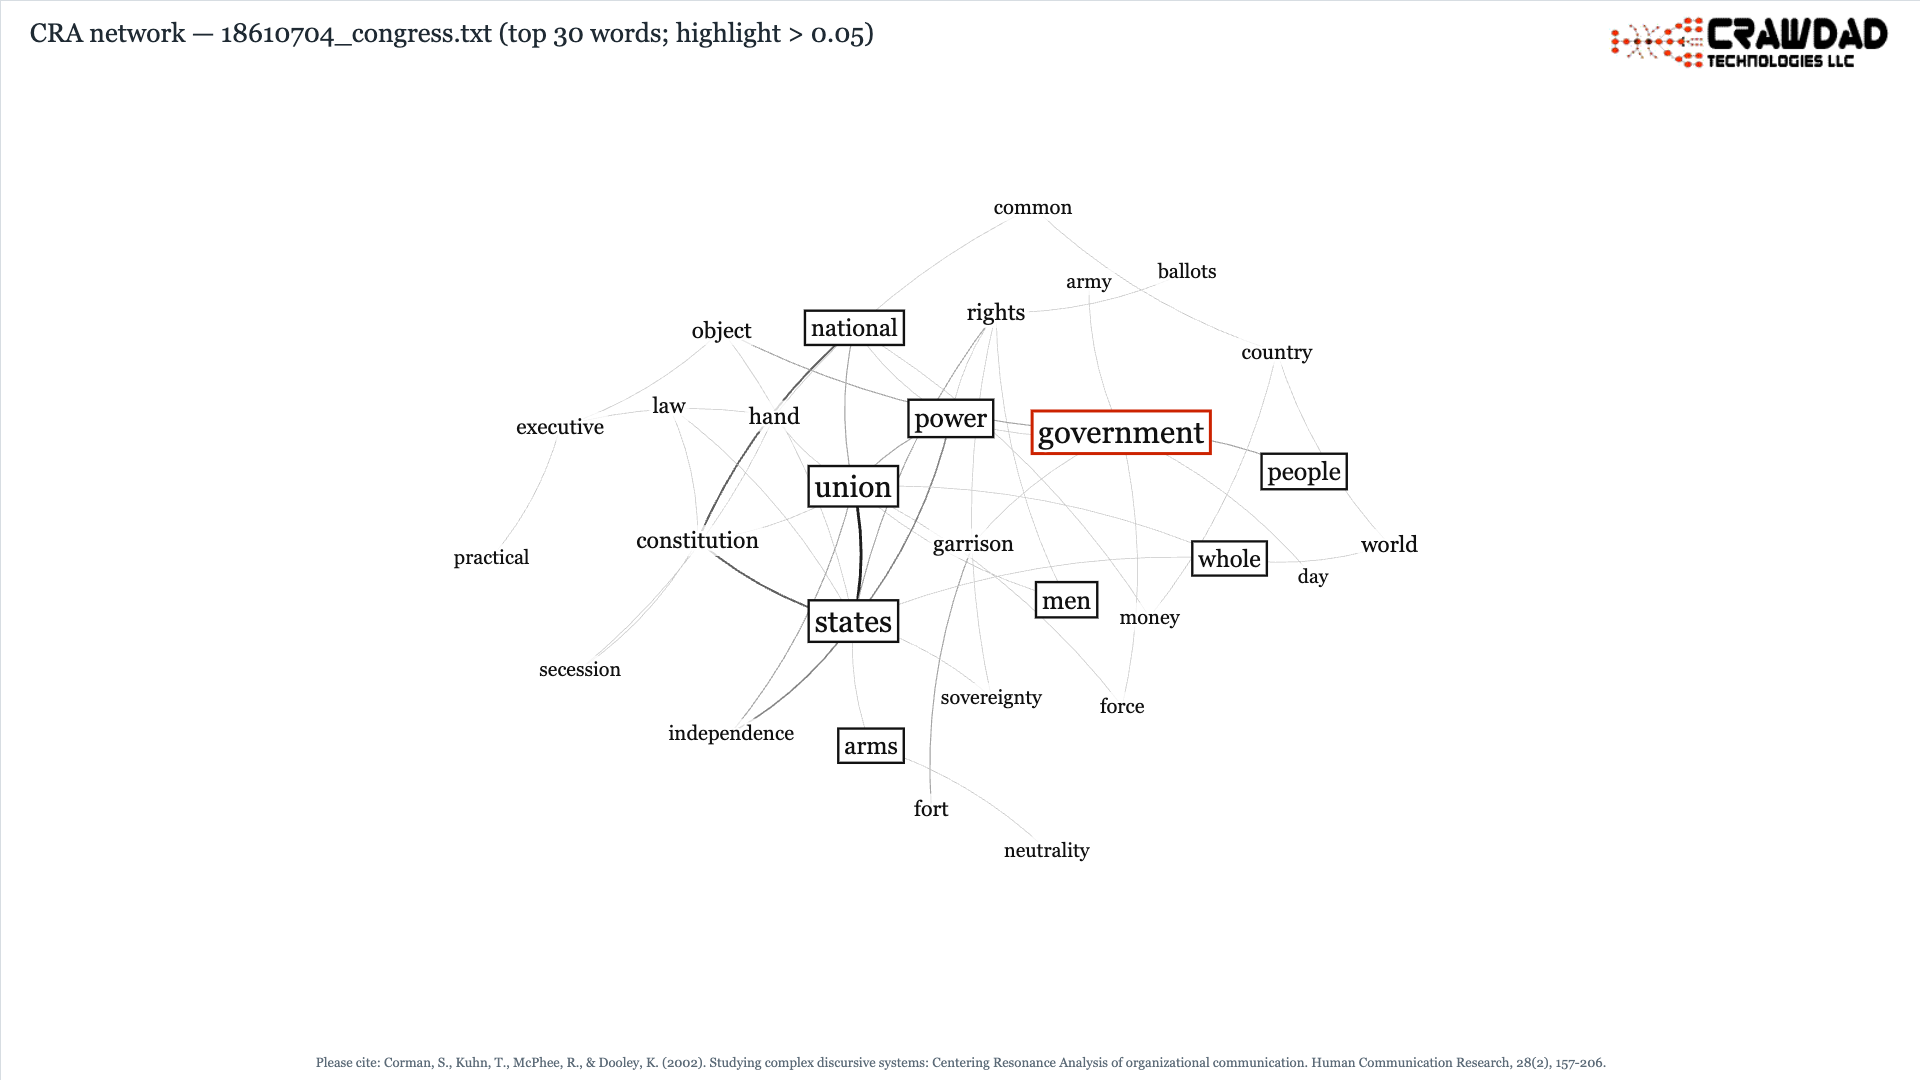 CRA network — 18610704_congress.txt (top 30 words; highlight > 0.05)
CRAWDAD
TECHNOLOGIES LLC
common
ballots
army
rights
national
object
country
law
hand
power
executive
government
people
union
constitution
garrison
world
practical
whole
day
men
money
states
secession
sovereignty
force
independence
arms
fort
neutrality
Please cite: Corman, S., Kuhn, T., McPhee, R., & Dooley, K. (2002). Studying complex discursive systems: Centering Resonance Analysis of organizational communication. Human Communication Research, 28(2), 157-206.